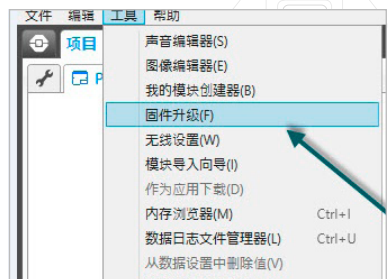 文件 编辑 工具 帮助
项目
P
声音编辑器(S)
图像编辑器(E)
我的模块创建器(B)
固件升级(F)
无线设置(W)
模块导入向导(I)
作为应用下载(D)
内存浏览器(M) Ctrl+I
数据日志文件管理器(L) Ctrl+U
从数据设置中删除值(V)